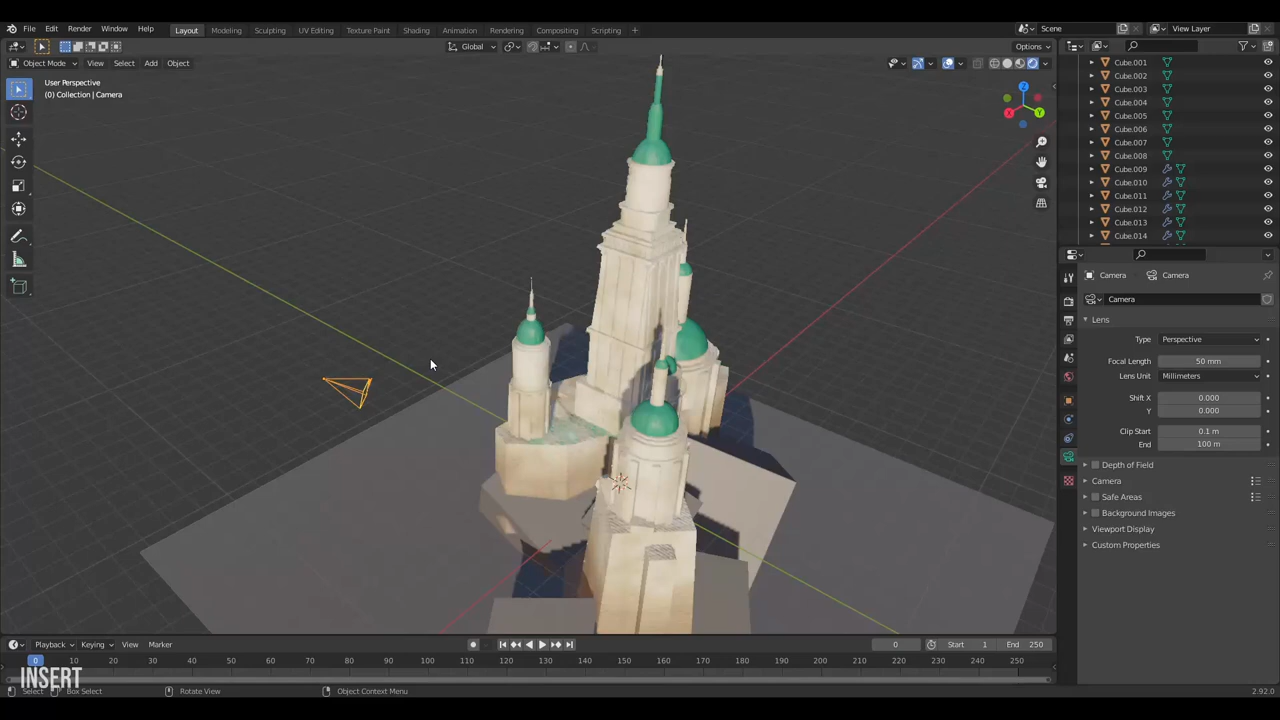 File Edit Render Window Help Layout Modeling Sculpting UV Editing Texture Paint Shading Animation Rendering Compositing Scripting + Scene View Layer
Global Options
Object Mode View Select Add Object
User Perspective
(0) Collection | Camera
Z
Y
X
Cube.001
Cube.002
Cube.003
Cube.004
Cube.005
Cube.006
Cube.007
Cube.008
Cube.009
Cube.010
Cube.011
Cube.012
Cube.013
Cube.014
Camera Camera
Camera
Lens
Type Perspective
Focal Length 50 mm
Lens Unit Millimeters
Shift X 0.000
Y 0.000
Clip Start 0.1 m
End 100 m
Depth of Field
Camera
Safe Areas
Background Images
Viewport Display
Custom Properties
Playback Keying View Marker 0 Start 1 End 250
0 10 20 30 40 50 60 70 80 90 100 110 120 130 140 150 160 170 180 190 200 210 220 230 240 250
INSERT
Select Box Select Rotate View Object Context Menu 2.92.0